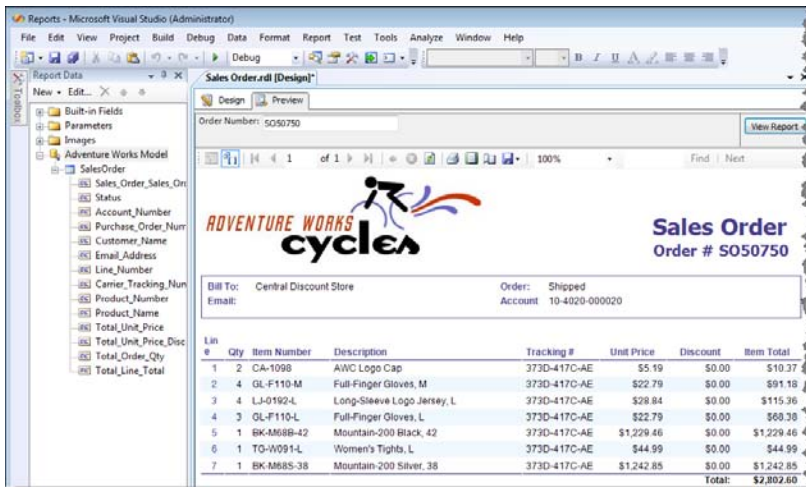 Reports - Microsoft Visual Studio (Administrator)
File Edit View Project Build Debug Data Format Report Test Tools Analyze Window Help
Debug
100%
Toolbox
Report Data
New Edit...
Built-in Fields
Parameters
Images
Adventure Works Model
SalesOrder
Sales_Order_Sales_Ord
Status
Account_Number
Purchase_Order_Num
Customer_Name
Email_Address
Line_Number
Carrier_Tracking_Num
Product_Number
Product_Name
Total_Unit_Price
Total_Unit_Price_Disc
Total_Order_Qty
Total_Line_Total
Sales Order.rdl [Design]*
Design Preview
Order Number: SO50750
View Report
1 of 1 100% Find | Next
ADVENTURE WORKS
cycles
Sales Order
Order # SO50750
Bill To: Central Discount Store Order: Shipped
Email: Account 10-4020-000020
Lin
e Qty Item Number Description Tracking # Unit Price Discount Item Total
1 2 CA-1098 AWC Logo Cap 373D-417C-AE $5.19 $0.00 $10.37
2 4 GL-F110-M Full-Finger Gloves, M 373D-417C-AE $22.79 $0.00 $91.18
3 4 LJ-0192-L Long-Sleeve Logo Jersey, L 373D-417C-AE $28.84 $0.00 $115.36
4 3 GL-F110-L Full-Finger Gloves, L 373D-417C-AE $22.79 $0.00 $68.38
5 1 BK-M68B-42 Mountain-200 Black, 42 373D-417C-AE $1,229.46 $0.00 $1,229.46
6 1 TG-W091-L Women's Tights, L 373D-417C-AE $44.99 $0.00 $44.99
7 1 BK-M68S-38 Mountain-200 Silver, 38 373D-417C-AE $1,242.85 $0.00 $1,242.85
Total: $2,802.60